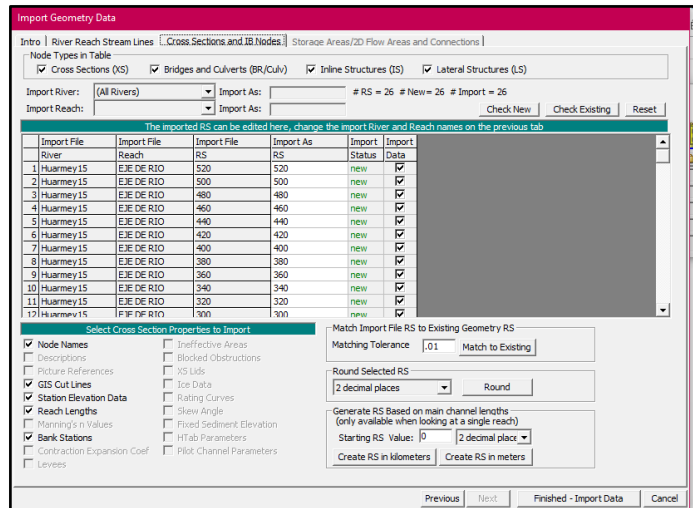 Import Geometry Data
Intro | River Reach Stream Lines | Cross Sections and IB Nodes | Storage Areas/2D Flow Areas and Connections |
Node Types in Table
Cross Sections (XS) Bridges and Culverts (BR/Culv) Inline Structures (IS) Lateral Structures (LS)
Import River: (All Rivers) Import As: # RS = 26 # New= 26 # Import = 26
Import Reach: Import As: Check New Check Existing Reset
The imported RS can be edited here, change the import River and Reach names on the previous tab
Import File Import File Import File Import As Import Import
River Reach RS RS Status Data
1 Huarmey15 EJE DE RIO 520 520 new
2 Huarmey15 EJE DE RIO 500 500 new
3 Huarmey15 EJE DE RIO 480 480 new
4 Huarmey15 EJE DE RIO 460 460 new
5 Huarmey15 EJE DE RIO 440 440 new
6 Huarmey15 EJE DE RIO 420 420 new
7 Huarmey15 EJE DE RIO 400 400 new
8 Huarmey15 EJE DE RIO 380 380 new
9 Huarmey15 EJE DE RIO 360 360 new
10 Huarmey15 EJE DE RIO 340 340 new
11 Huarmey15 EJE DE RIO 320 320 new
12 Huarmey15 EJE DE RIO 300 300 new
Select Cross Section Properties to Import
Node Names Ineffective Areas
Descriptions Blocked Obstructions
Picture References XS Lids
GIS Cut Lines Ice Data
Station Elevation Data Rating Curves
Reach Lengths Skew Angle
Manning's n Values Fixed Sediment Elevation
Bank Stations HTab Parameters
Contraction Expansion Coef Pilot Channel Parameters
Levees
Match Import File RS to Existing Geometry RS
Matching Tolerance .01 Match to Existing
Round Selected RS
2 decimal places Round
Generate RS Based on main channel lengths
(only available when looking at a single reach)
Starting RS Value: 0 2 decimal place
Create RS in kilometers Create RS in meters
Previous Next Finished - Import Data Cancel